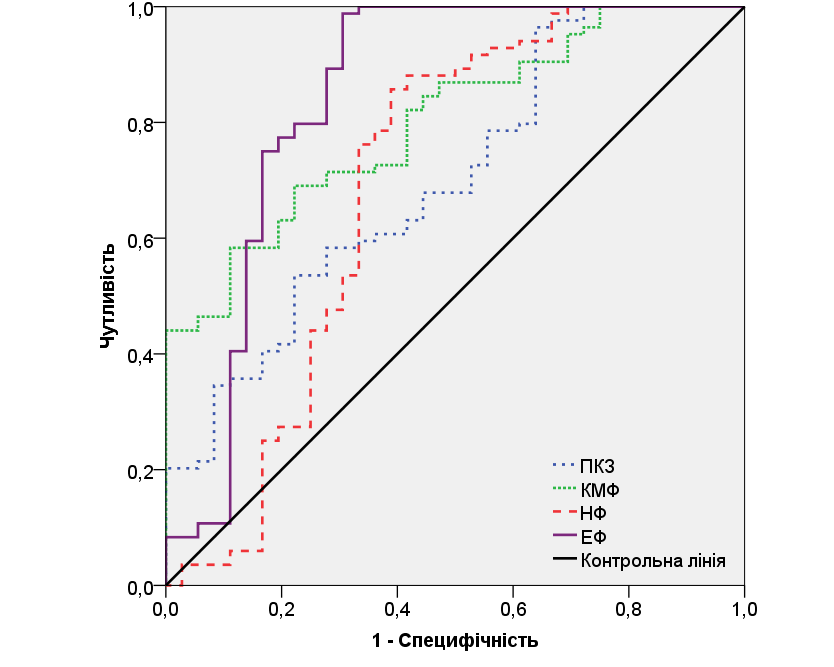 1,0
0,8
0,6
0,4
0,2
0,0
Чутливість
0,0 0,2 0,4 0,6 0,8 1,0
1 - Специфічність
ПКЗ
КМФ
НФ
ЕФ
Контрольна лінія